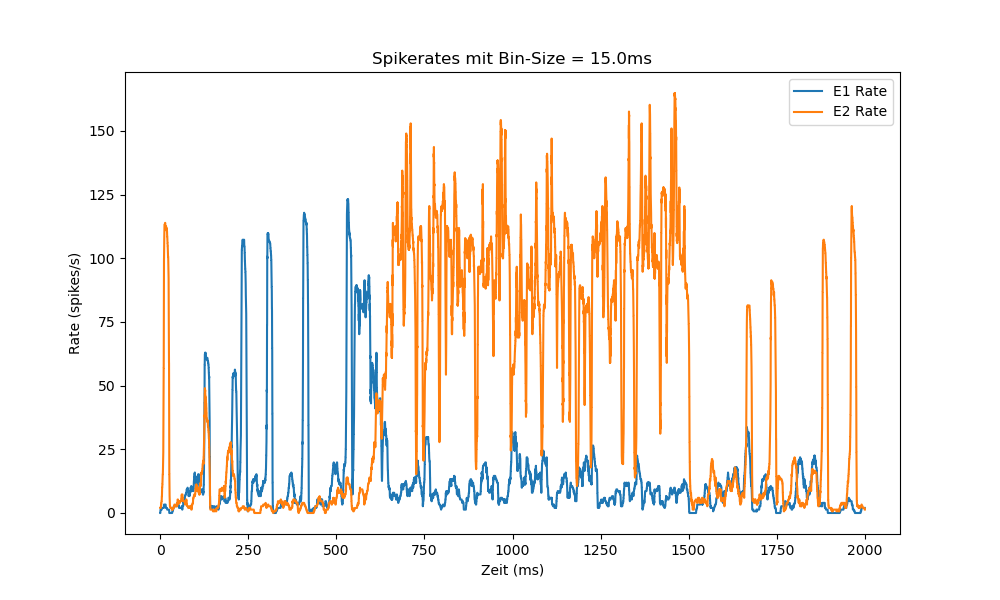 Spikerates mit Bin-Size = 15.0ms
E1 Rate
E2 Rate
Rate (spikes/s)
150
125
100
75
50
25
0
0 250 500 750 1000 1250 1500 1750 2000
Zeit (ms)